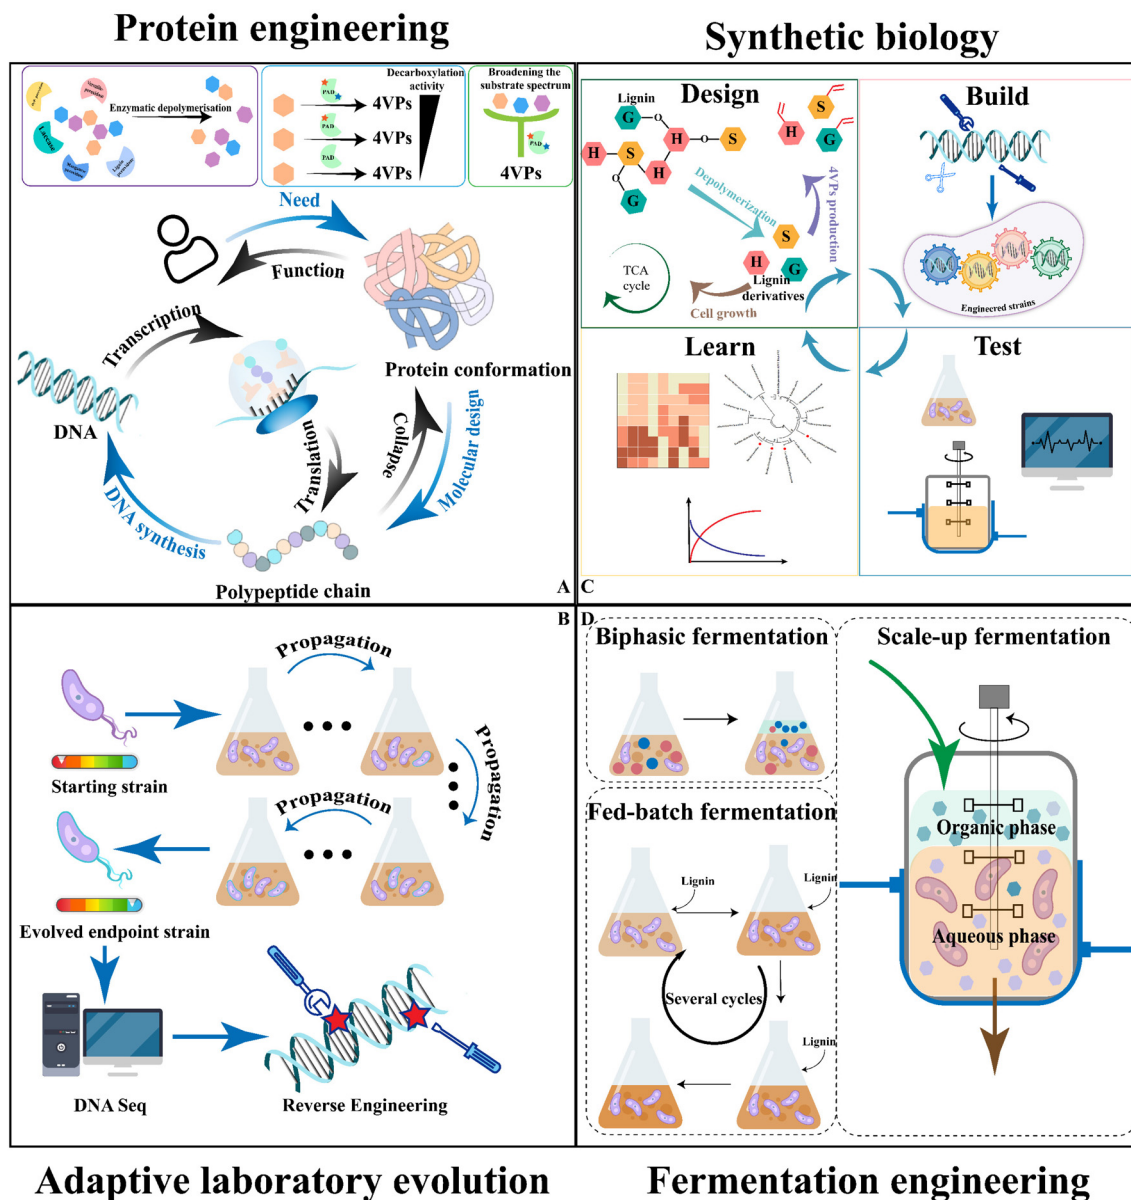 Protein engineering
Synthetic biology
Enzymatic depolymerisation
Laccase
Decarboxylation
activity
PAD
4VPs
PAD
4VPs
PAD
4VPs
Broadening the
substrate spectrum
PAD
4VPs
Need
Function
Transcription
DNA
Protein conformation
Translation
Collapse
Molecular design
DNA synthesis
Polypeptide chain
A
Design
Lignin
G
O
H
O
S
H
S
H
O
G
H
S
G
Depolymerization
4VPs production
S
H
G
Lignin
derivatives
TCA
cycle
Cell growth
Build
Engineered strains
Learn
Test
C
B
Propagation
Starting strain
Propagation
Propagation
Evolved endpoint strain
DNA Seq
Reverse Engineering
D
Biphasic fermentation
Fed-batch fermentation
Lignin
Lignin
Several cycles
Lignin
Scale-up fermentation
Organic phase
Aqueous phase
Adaptive laboratory evolution
Fermentation engineering